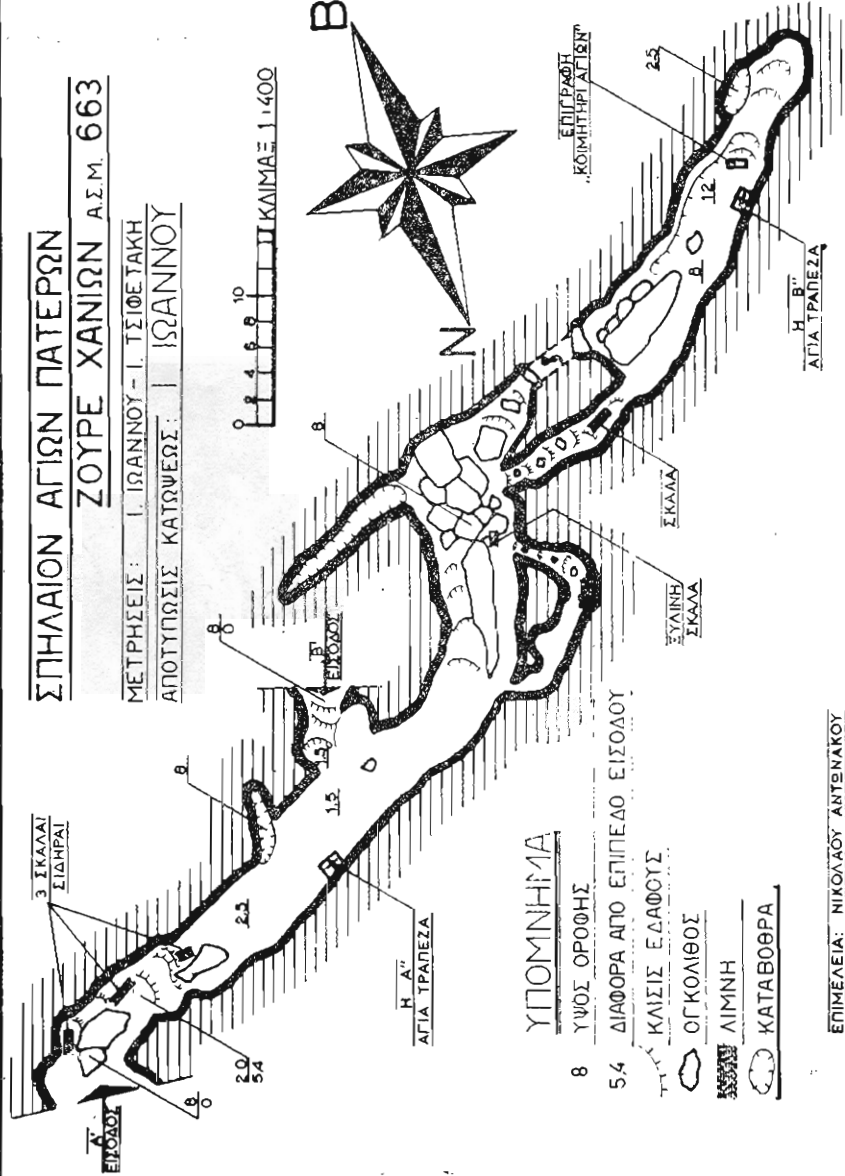 ΣΠΗΛΑΙΟΝ ΑΓΙΩΝ ΠΑΤΕΡΩΝ
ΖΟΥΡΕ ΧΑΝΙΩΝ Α.Σ.Μ. 663
ΜΕΤΡΗΣΕΙΣ: Ι. ΙΩΑΝΝΟΥ - Ι. ΤΣΙΦΕΤΑΚΗ
ΑΠΟΤΥΠΩΣΙΣ ΚΑΤΩΨΕΩΣ: Ι ΙΩΑΝΝΟΥ
0 2 4 6 8 10
ΚΛΙΜΑΞ 1:400
Β
Ν
3 ΣΚΑΛΑΙ
ΣΙΔΗΡΑΙ
8
8
0
Β'
ΕΙΣΟΔΟΣ
8
ΕΠΙΓΡΑΦΗ
„ΚΟΙΜΗΤΗΡΙ ΑΓΙΩΝ"
2.5
Α'
ΕΙΣΟΔΟΣ
8
0
2.0
5.4
2.5
1.5
1.5
8
12
Η Α''
ΑΓΙΑ ΤΡΑΠΕΖΑ
ΞΥΛΙΝΗ
ΣΚΑΛΑ
ΣΚΑΛΑ
Η Β''
ΑΓΙΑ ΤΡΑΠΕΖΑ
ΥΠΟΜΝΗΜΑ
8 ΥΨΟΣ ΟΡΟΦΗΣ
5,4 ΔΙΑΦΟΡΑ ΑΠΟ ΕΠΙΠΕΔΟ ΕΙΣΟΔΟΥ
ΚΛΙΣΙΣ ΕΔΑΦΟΥΣ
ΟΓΚΟΛΙΘΟΣ
ΛΙΜΝΗ
ΚΑΤΑΒΟΘΡΑ
ΕΠΙΜΕΛΕΙΑ: ΝΙΚΟΛΑΟΥ ΑΝΤΩΝΑΚΟΥ